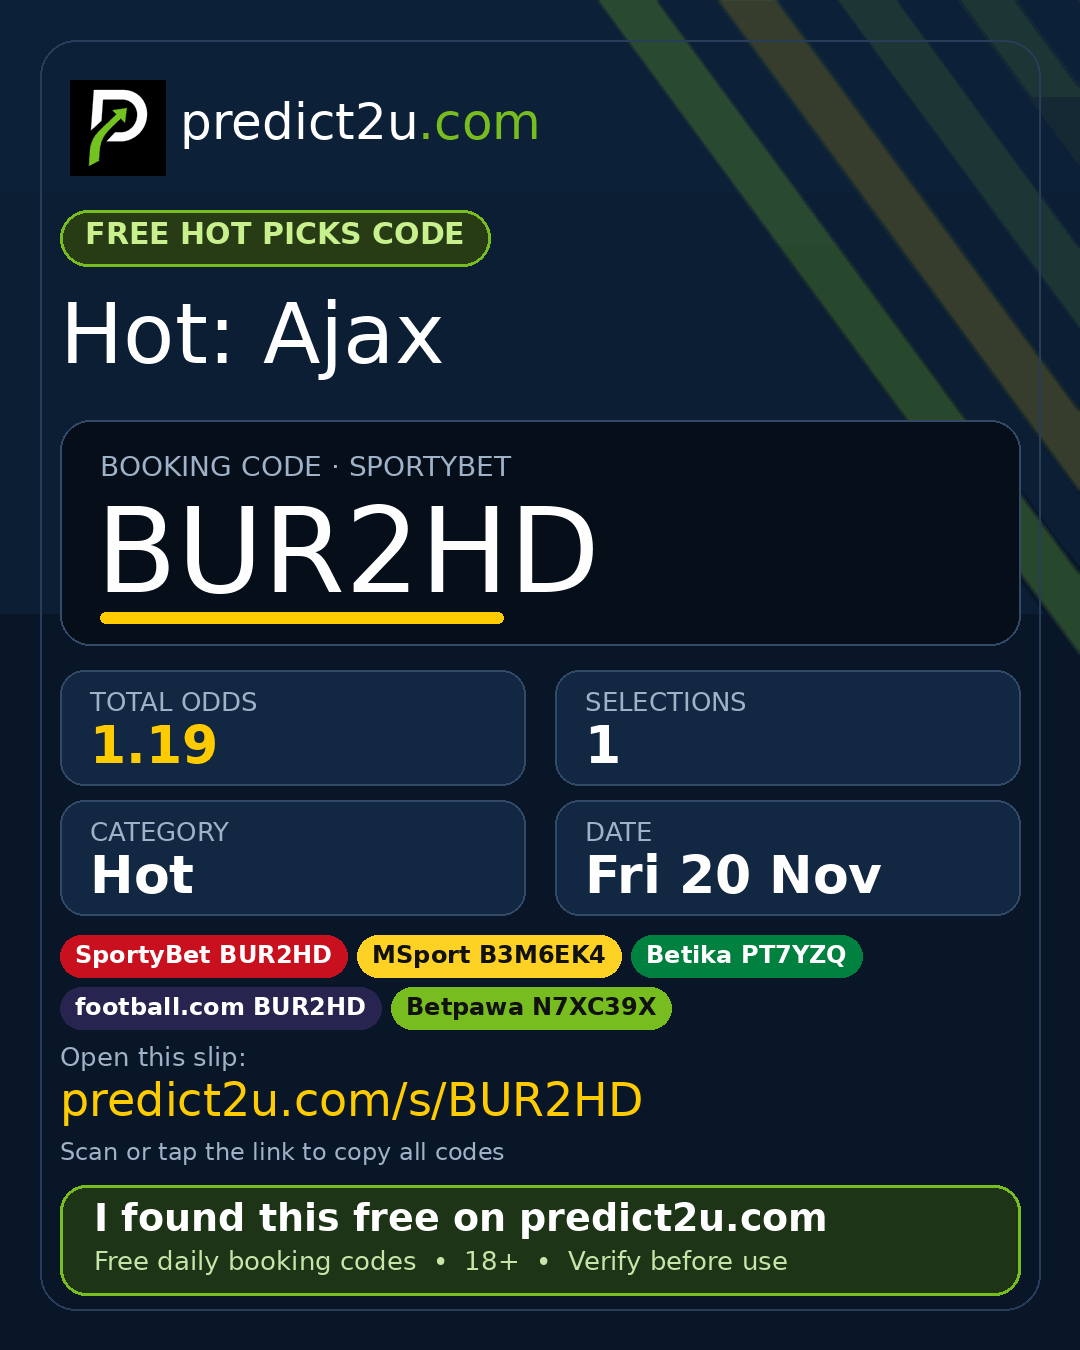 predict2u.com
FREE HOT PICKS CODE
Hot: Ajax
BOOKING CODE · SPORTYBET
BUR2HD
TOTAL ODDS
1.19
SELECTIONS
1
CATEGORY
Hot
DATE
Fri 20 Nov
SportyBet BUR2HD
MSport B3M6EK4
Betika PT7YZQ
football.com BUR2HD
Betpawa N7XC39X
Open this slip:
predict2u.com/s/BUR2HD
Scan or tap the link to copy all codes
I found this free on predict2u.com
Free daily booking codes • 18+ • Verify before use